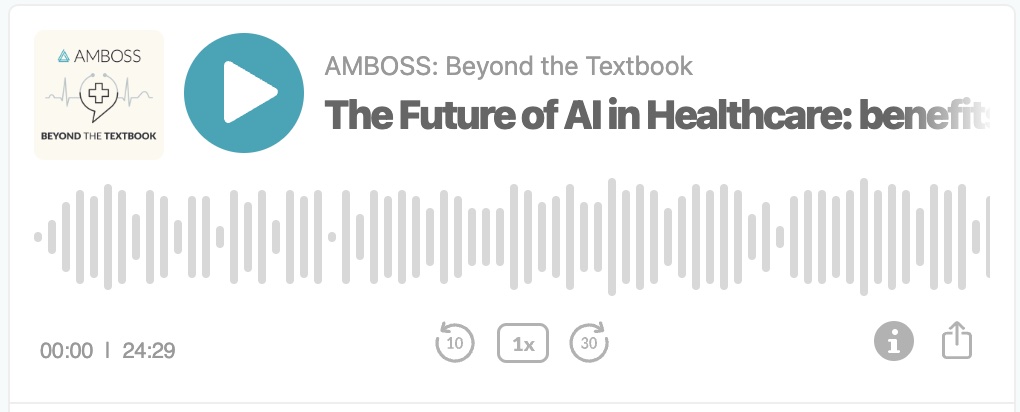 AMBOSS
BEYOND THE TEXTBOOK
AMBOSS: Beyond the Textbook
The Future of AI in Healthcare: benefits
00:00 | 24:29
10
1x
30
i